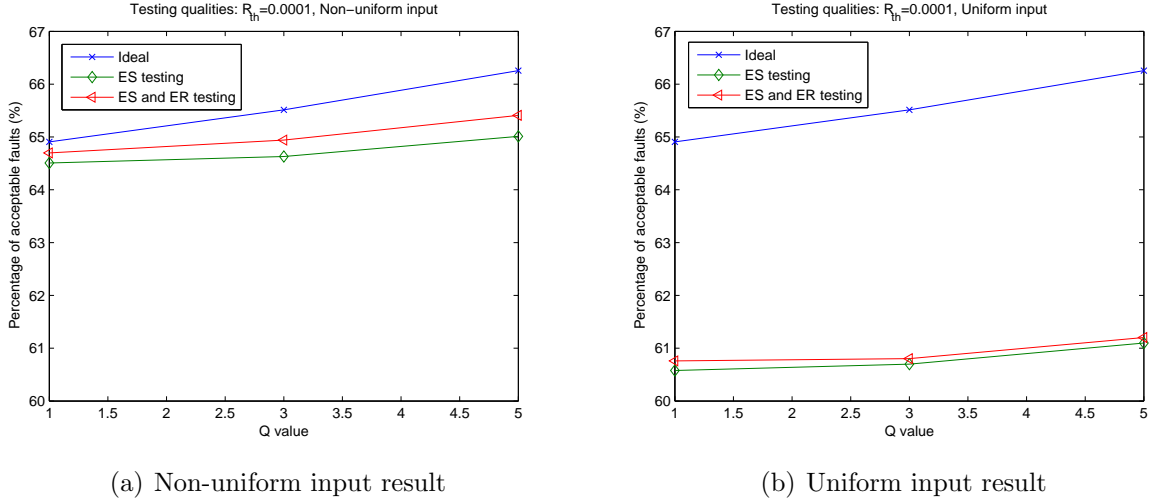 Testing qualities: R_th=0.0001, Non−uniform input
67
66
65
64
63
62
61
60
Percentage of acceptable faults (%)
Ideal
ES testing
ES and ER testing
1 1.5 2 2.5 3 3.5 4 4.5 5
Q value
(a) Non-uniform input result
Testing qualities: R_th=0.0001, Uniform input
67
66
65
64
63
62
61
60
Percentage of acceptable faults (%)
Ideal
ES testing
ES and ER testing
1 1.5 2 2.5 3 3.5 4 4.5 5
Q value
(b) Uniform input result